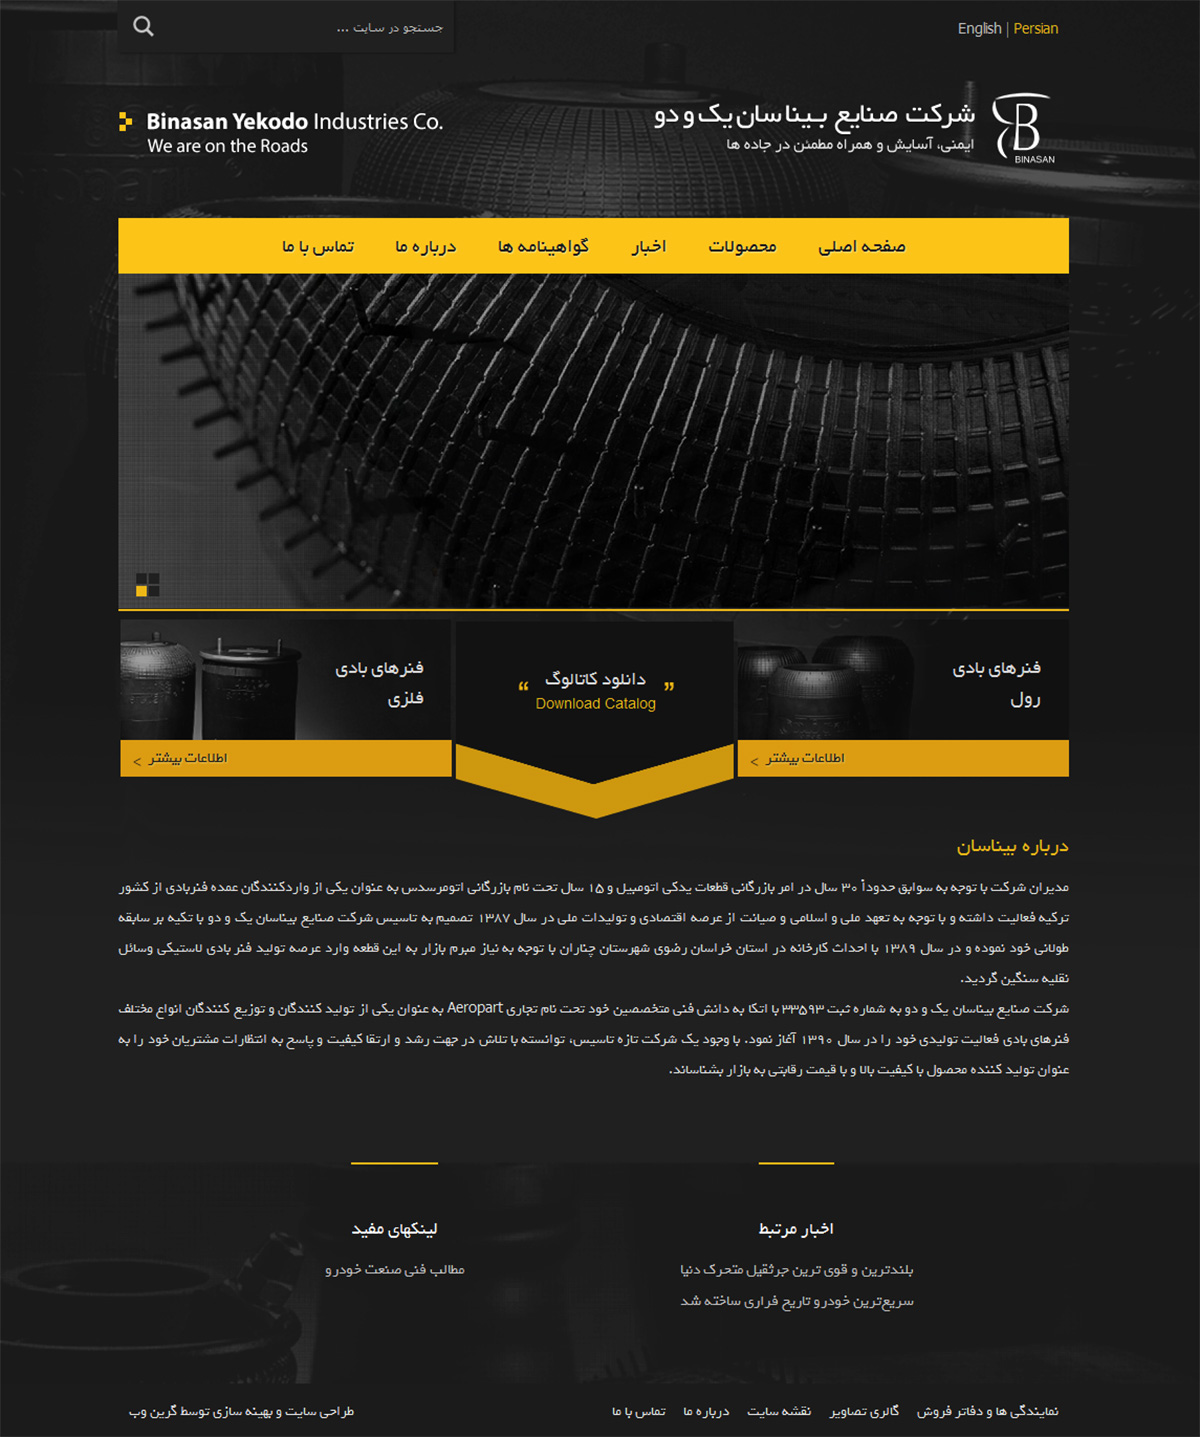 جستجو در سایت ...
English | Persian
شرکت صنایع بیناسان یک و دو
ایمنی، آسایش و همراه مطمئن در جاده ها
BINASAN
Binasan Yekodo Industries Co.
We are on the Roads
صفحه اصلی
محصولات
اخبار
گواهینامه ها
درباره ما
تماس با ما
فنرهای بادی
رول
اطلاعات بیشتر >
“ دانلود کاتالوگ ”
Download Catalog
فنرهای بادی
فلزی
اطلاعات بیشتر >
درباره بیناسان
مدیران شرکت با توجه به سوابق حدوداً ۳۰ سال در امر بازرگانی قطعات یدکی اتومبیل و ۱۵ سال تحت نام بازرگانی اتومرسدس به عنوان یکی از واردکنندگان عمده فنربادی از کشور
ترکیه فعالیت داشته و با توجه به تعهد ملی و اسلامی و صیانت از عرصه اقتصادی و تولیدات ملی در سال ۱۳۸۷ تصمیم به تاسیس شرکت صنایع بیناسان یک و دو با تکیه بر سابقه
طولانی خود نموده و در سال ۱۳۸۹ با احداث کارخانه در استان خراسان رضوی شهرستان چناران با توجه به نیاز مبرم بازار به این قطعه وارد عرصه تولید فنر بادی لاستیکی وسائل
نقلیه سنگین گردید.
شرکت صنایع بیناسان یک و دو به شماره ثبت ۳۳۵۹۳ با اتکا به دانش فنی متخصصین خود تحت نام تجاری Aeropart به عنوان یکی از تولید کنندگان و توزیع کنندگان انواع مختلف
فنرهای بادی فعالیت تولیدی خود را در سال ۱۳۹۰ آغاز نمود. با وجود یک شرکت تازه تاسیس، توانسته با تلاش در جهت رشد و ارتقا کیفیت و پاسخ به انتظارات مشتریان خود را به
عنوان تولید کننده محصول با کیفیت بالا و با قیمت رقابتی به بازار بشناساند.
اخبار مرتبط
بلندترین و قوی ترین جرثقیل متحرک دنیا
سریع‌ترین خودرو تاریخ فراری ساخته شد
لینکهای مفید
مطالب فنی صنعت خودرو
نمایندگی ها و دفاتر فروش
گالری تصاویر
نقشه سایت
درباره ما
تماس با ما
طراحی سایت و بهینه سازی توسط گرین وب